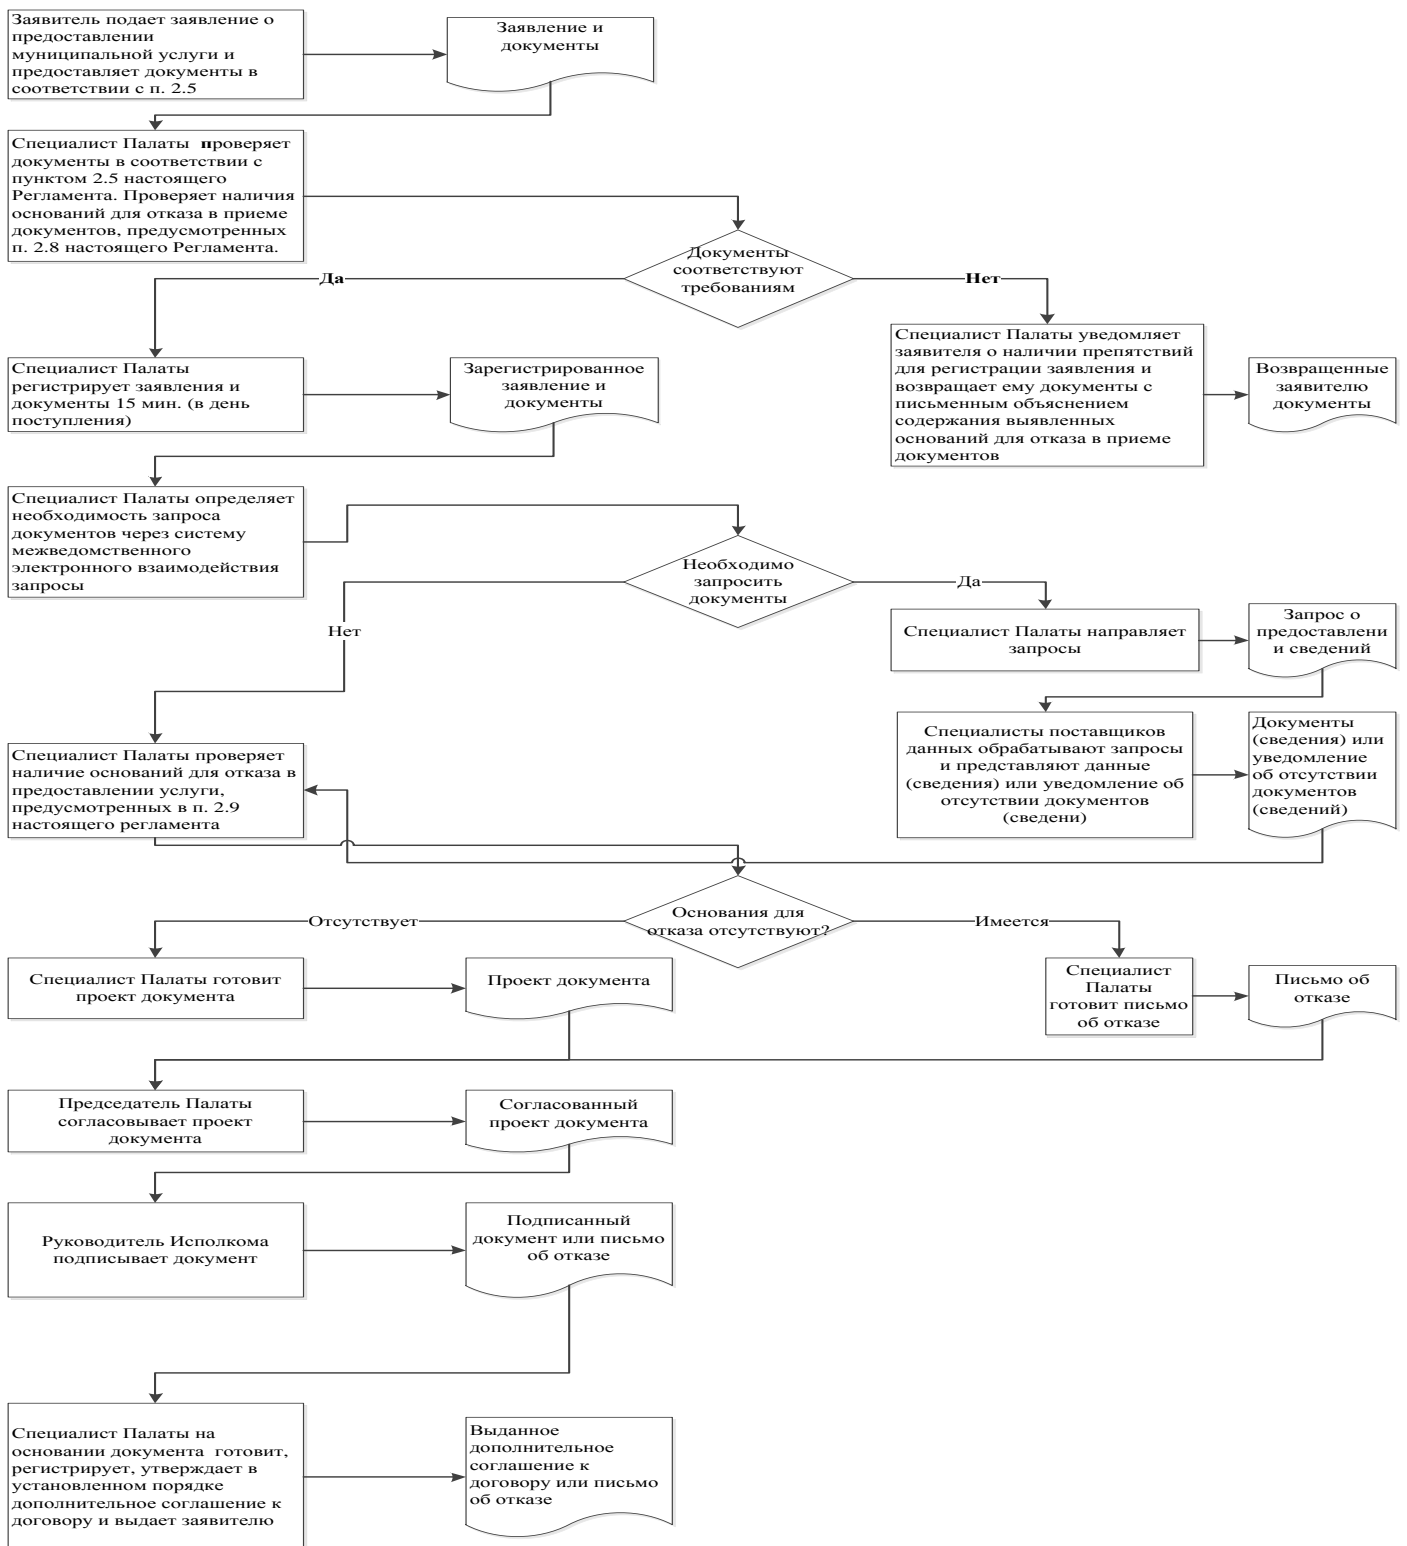 Заявитель подает заявление о
предоставлении
муниципальной услуги и
предоставляет документы в
соответствии с п. 2.5
Заявление и
документы
Специалист Палаты проверяет
документы в соответствии с
пунктом 2.5 настоящего
Регламента. Проверяет наличия
оснований для отказа в приеме
документов, предусмотренных
п. 2.8 настоящего Регламента.
Документы
соответствуют
требованиям
Да
Нет
Специалист Палаты
регистрирует заявления и
документы 15 мин. (в день
поступления)
Зарегистрированное
заявление и
документы
Специалист Палаты уведомляет
заявителя о наличии препятствий
для регистрации заявления и
возвращает ему документы с
письменным объяснением
содержания выявленных
оснований для отказа в приеме
документов
Возвращенные
заявителю
документы
Специалист Палаты определяет
необходимость запроса
документов через систему
межведомственного
электронного взаимодействия
запросы
Необходимо
запросить
документы
Да
Нет
Специалист Палаты направляет
запросы
Запрос о
предоставлени
и сведений
Специалист Палаты проверяет
наличие оснований для отказа в
предоставлении услуги,
предусмотренных в п. 2.9
настоящего регламента
Специалисты поставщиков
данных обрабатывают запросы
и представляют данные
(сведения) или уведомление об
отсутствии документов
(сведени)
Документы
(сведения) или
уведомление
об отсутствии
документов
(сведений)
Основания для
отказа отсутствуют?
Отсутствует
Имеется
Специалист Палаты готовит
проект документа
Проект документа
Специалист
Палаты
готовит письмо
об отказе
Письмо об
отказе
Председатель Палаты
согласовывает проект
документа
Согласованный
проект документа
Руководитель Исполкома
подписывает документ
Подписанный
документ или письмо
об отказе
Специалист Палаты на
основании документа готовит,
регистрирует, утверждает в
установленном порядке
дополнительное соглашение к
договору и выдает заявителю
Выданное
дополнительное
соглашение к
договору или письмо
об отказе